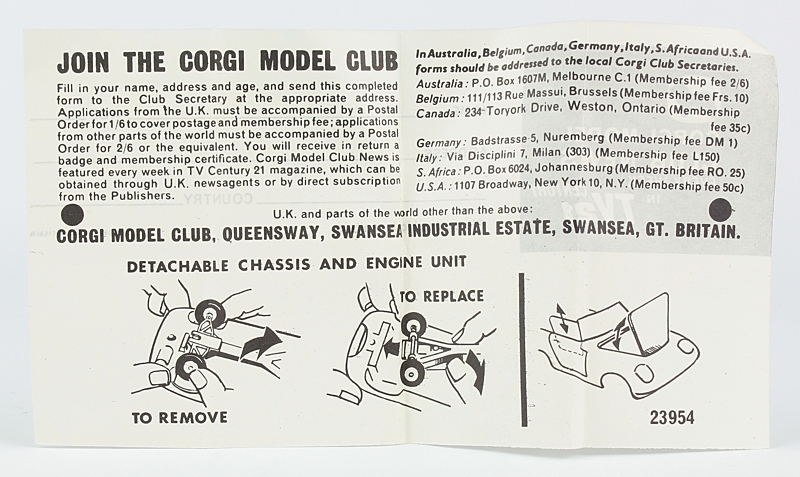 JOIN THE CORGI MODEL CLUB
Fill in your name, address and age, and send this completed
form to the Club Secretary at the appropriate address.
Applications from the U.K. must be accompanied by a Postal
Order for 1/6 to cover postage and membership fee; applications
from other parts of the world must be accompanied by a Postal
Order for 2/6 or the equivalent. You will receive in return a
badge and membership certificate. Corgi Model Club News is
featured every week in TV Century 21 magazine, which can be
obtained through U.K. newsagents or by direct subscription
from the Publishers.
In Australia, Belgium, Canada, Germany, Italy, S. Africa and U.S.A.
forms should be addressed to the local Corgi Club Secretaries.
Australia: P.O. Box 1607M, Melbourne C.1 (Membership fee 2/6)
Belgium: 111/113 Rue Massui, Brussels (Membership fee Frs. 10)
Canada: 234 Toryork Drive, Weston, Ontario (Membership
fee 35c)
Germany: Badstrasse 5, Nuremberg (Membership fee DM 1)
Italy: Via Disciplini 7, Milan (303) (Membership fee L150)
S. Africa: P.O. Box 6024, Johannesburg (Membership fee RO. 25)
U.S.A.: 1107 Broadway, New York 10, N.Y. (Membership fee 50c)
U.K. and parts of the world other than the above:
CORGI MODEL CLUB, QUEENSWAY, SWANSEA INDUSTRIAL ESTATE, SWANSEA, GT. BRITAIN.
DETACHABLE CHASSIS AND ENGINE UNIT
TO REPLACE
TO REMOVE
23954